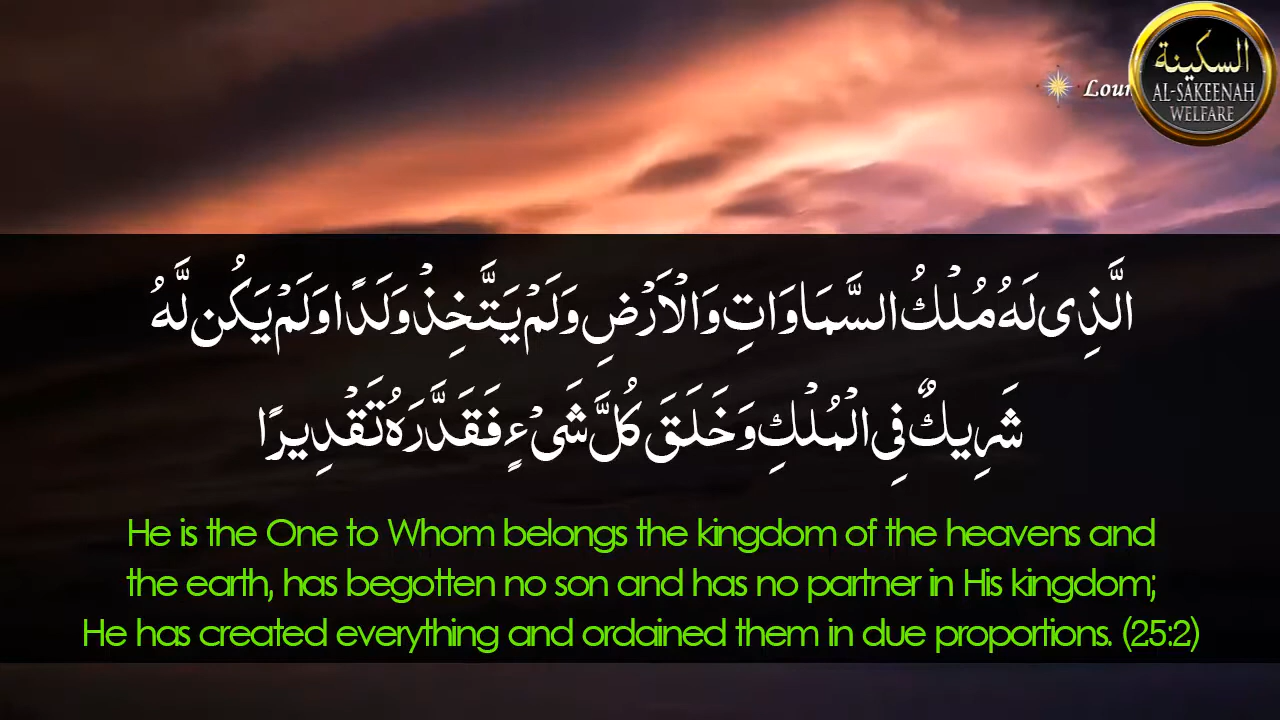 السكينة
AL-SAKEENAH
WELFARE
الَّذِى لَهُ مُلْكُ السَّمَاوَاتِ وَالْاَرْضِ وَلَمْ يَتَّخِذْ وَلَدًا وَلَمْ يَكُن لَّهُ
شَرِيكٌ فِى الْمُلْكِ وَخَلَقَ كُلَّ شَىْءٍ فَقَدَّرَهُ تَقْدِيرًا
He is the One to Whom belongs the kingdom of the heavens and
the earth, has begotten no son and has no partner in His kingdom;
He has created everything and ordained them in due proportions. (25:2)